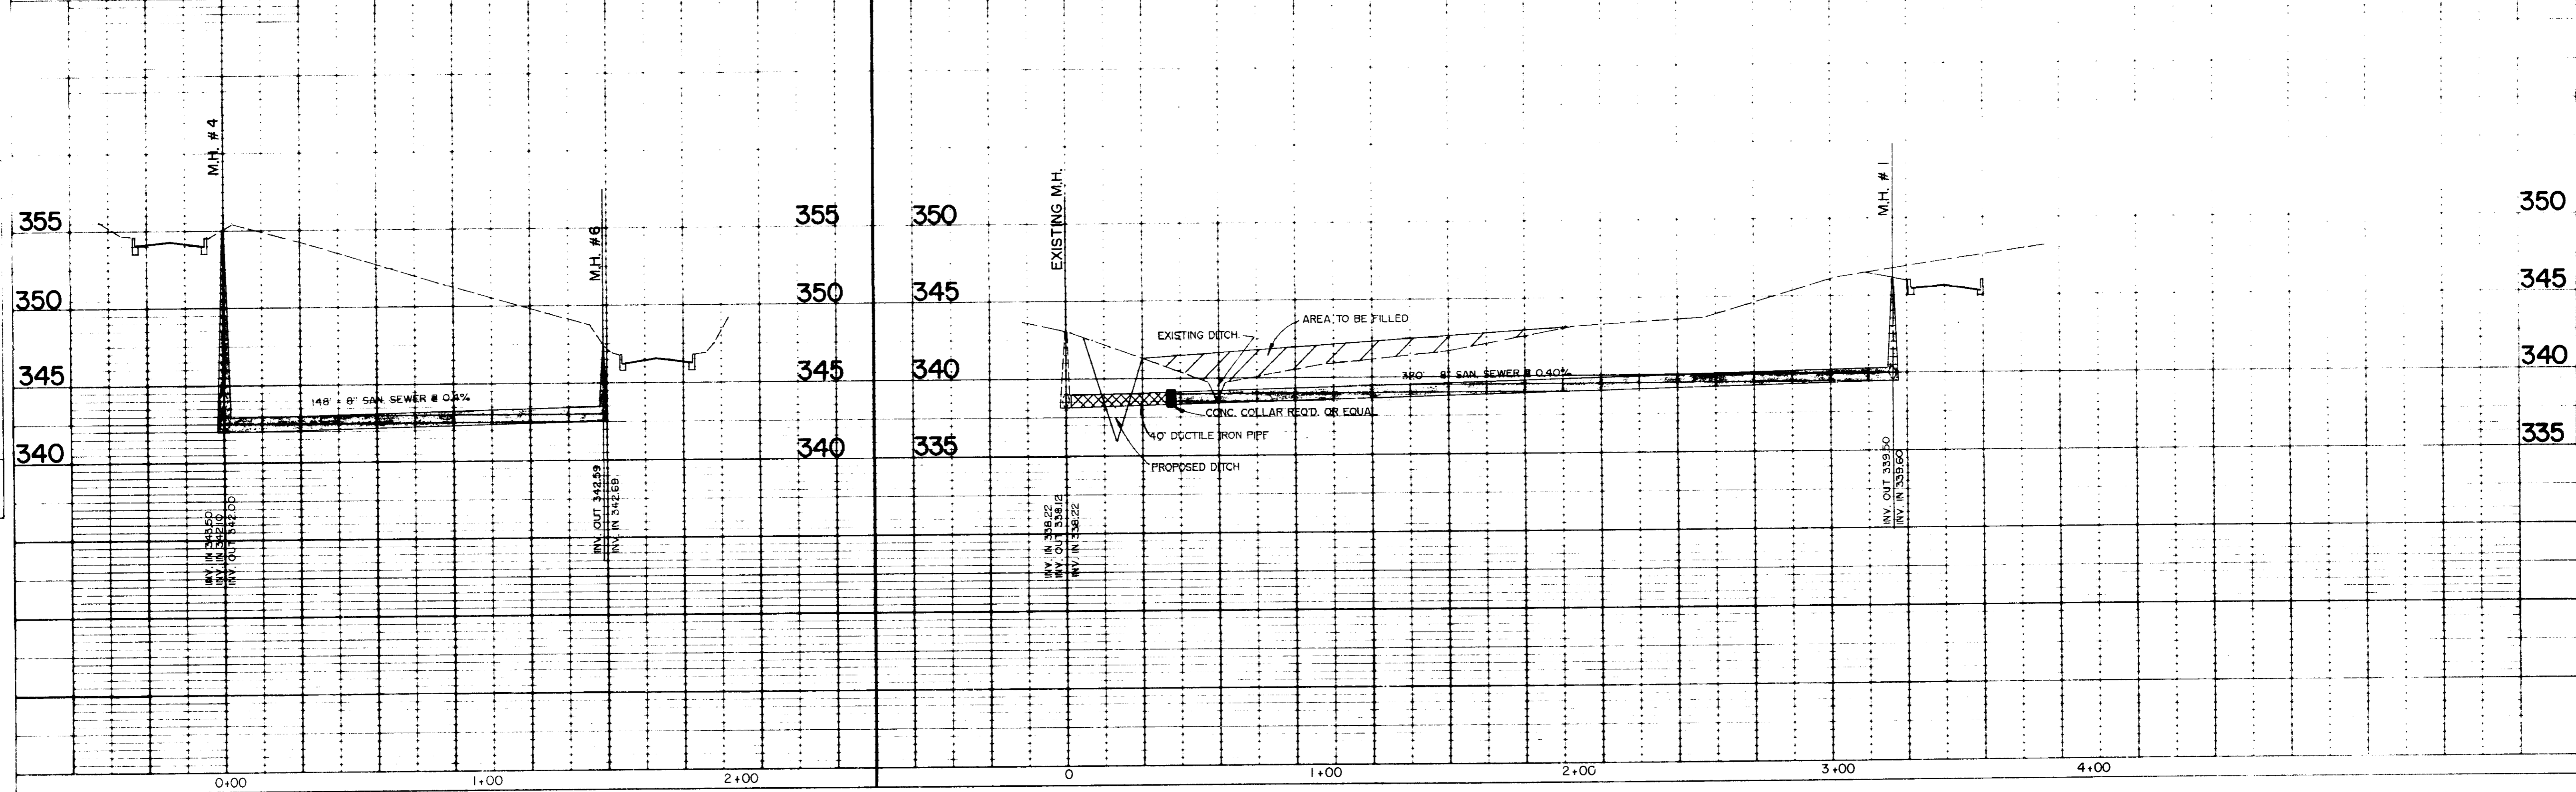 M.H. #4
M.H. #6
355
350
345
340
355
350
345
340
148' = 8" SAN. SEWER @ 0.4%
INV. IN 343.50
INV. IN 342.10
INV. OUT 342.00
INV. OUT 342.59
INV. IN 342.69
0+00
1+00
2+00
EXISTING M.H.
M.H. #1
350
345
340
335
350
345
340
335
EXISTING DITCH
AREA TO BE FILLED
8" SAN. SEWER @ 0.40%
CONC. COLLAR REQ'D. OR EQUAL
40' DUCTILE IRON PIPE
PROPOSED DITCH
INV. IN 338.22
INV. OUT 338.12
INV. IN 338.22
INV. OUT 339.50
INV. IN 339.60
0
1+00
2+00
3+00
4+00